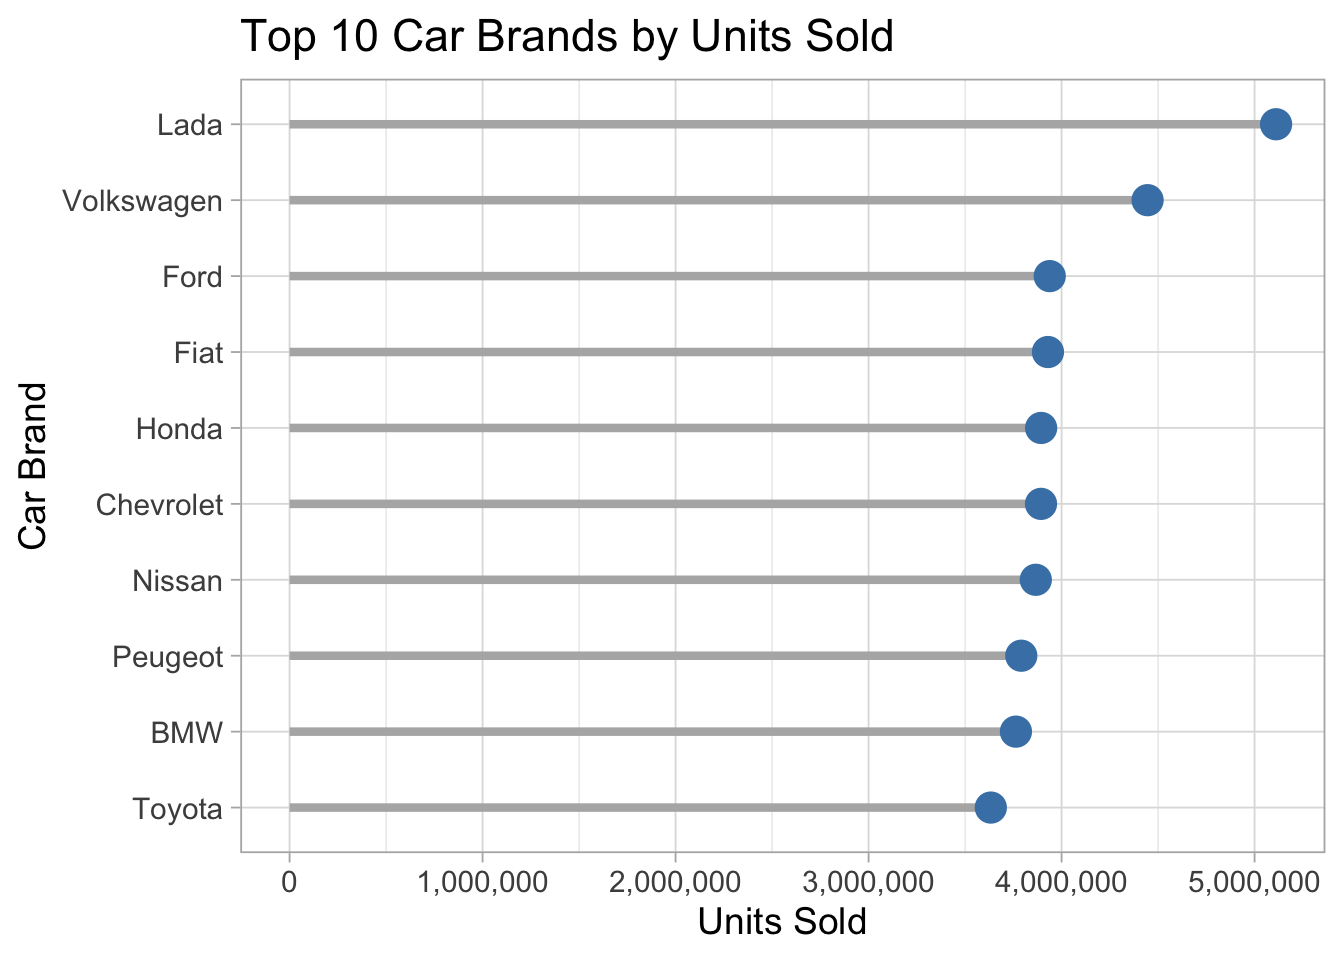 Top 10 Car Brands by Units Sold
Car Brand
Lada
Volkswagen
Ford
Fiat
Honda
Chevrolet
Nissan
Peugeot
BMW
Toyota
0 1,000,000 2,000,000 3,000,000 4,000,000 5,000,000
Units Sold